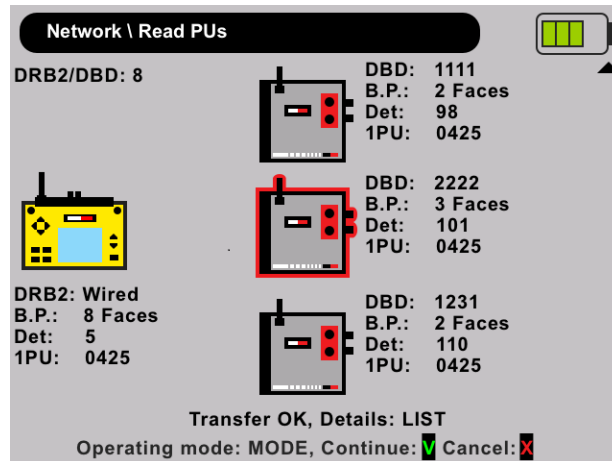 Network \ Read PUs
DRB2/DBD: 8
DBD: 1111
B.P.: 2 Faces
Det: 98
1PU: 0425
DBD: 2222
B.P.: 3 Faces
Det: 101
1PU: 0425
DRB2: Wired
B.P.: 8 Faces
Det: 5
1PU: 0425
DBD: 1231
B.P.: 2 Faces
Det: 110
1PU: 0425
Transfer OK, Details: LIST
Operating mode: MODE, Continue: V Cancel: X